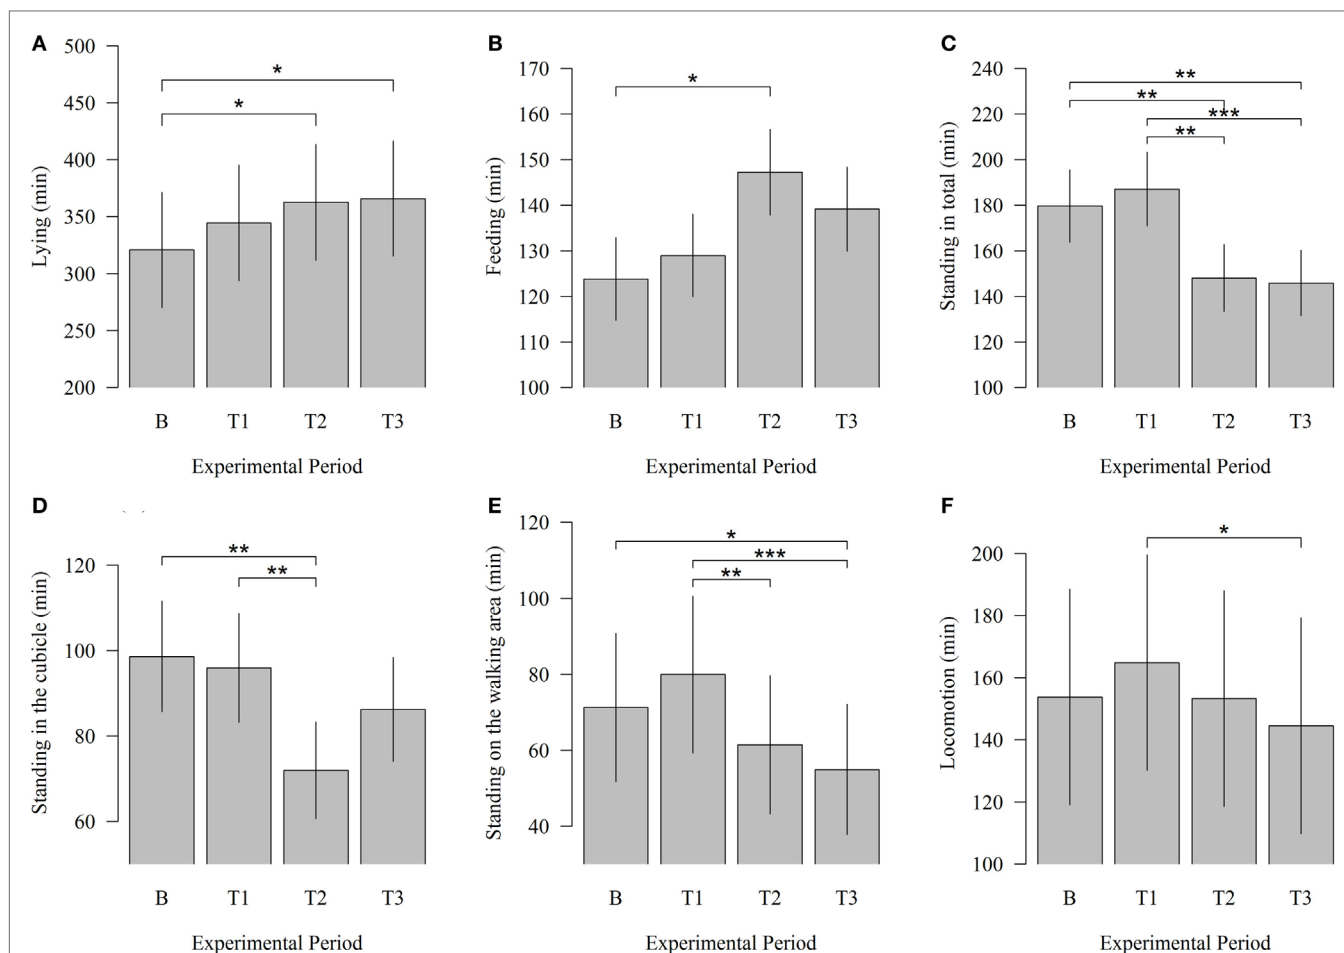 A
Lying (min)
500
450
400
350
300
250
200
*
*
B T1 T2 T3
Experimental Period
B
Feeding (min)
170
160
150
140
130
120
110
100
*
B T1 T2 T3
Experimental Period
C
Standing in total (min)
240
220
200
180
160
140
120
100
**
**
***
**
B T1 T2 T3
Experimental Period
D
Standing in the cubicle (min)
120
100
80
60
**
**
B T1 T2 T3
Experimental Period
E
Standing on the walking area (min)
120
100
80
60
40
*
***
**
B T1 T2 T3
Experimental Period
F
Locomotion (min)
200
180
160
140
120
100
*
B T1 T2 T3
Experimental Period